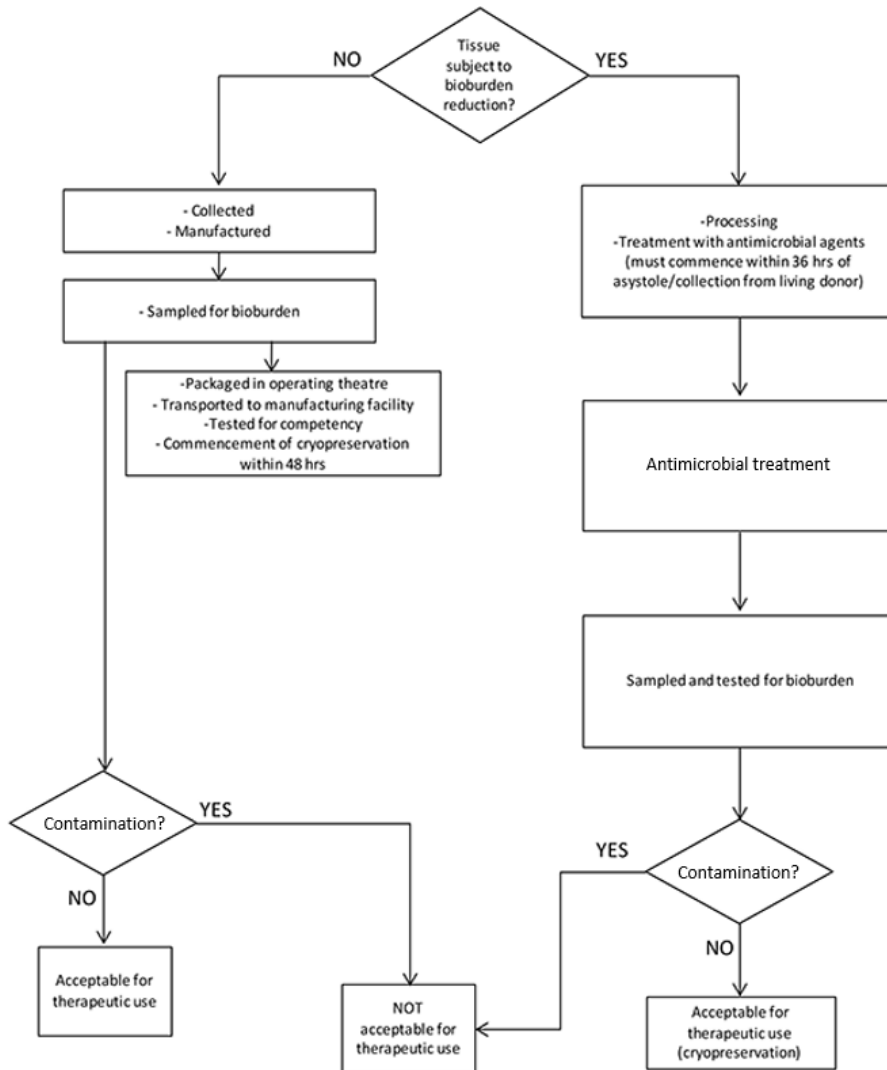 Tissue
subject to
bioburden
reduction?
NO
YES
- Collected
- Manufactured
- Sampled for bioburden
-Packaged in operating theatre
- Transported to manufacturing facility
-Tested for competency
- Commencement of cryopreservation
within 48 hrs
Contamination?
YES
NO
Acceptable for
therapeutic use
NOT
acceptable for
therapeutic use
-Processing
-Treatment with antimicrobial agents
(must commence within 36 hrs of
asystole/collection from living donor)
Antimicrobial treatment
Sampled and tested for bioburden
YES
Contamination?
NO
Acceptable for
therapeutic use
(cryopreservation)